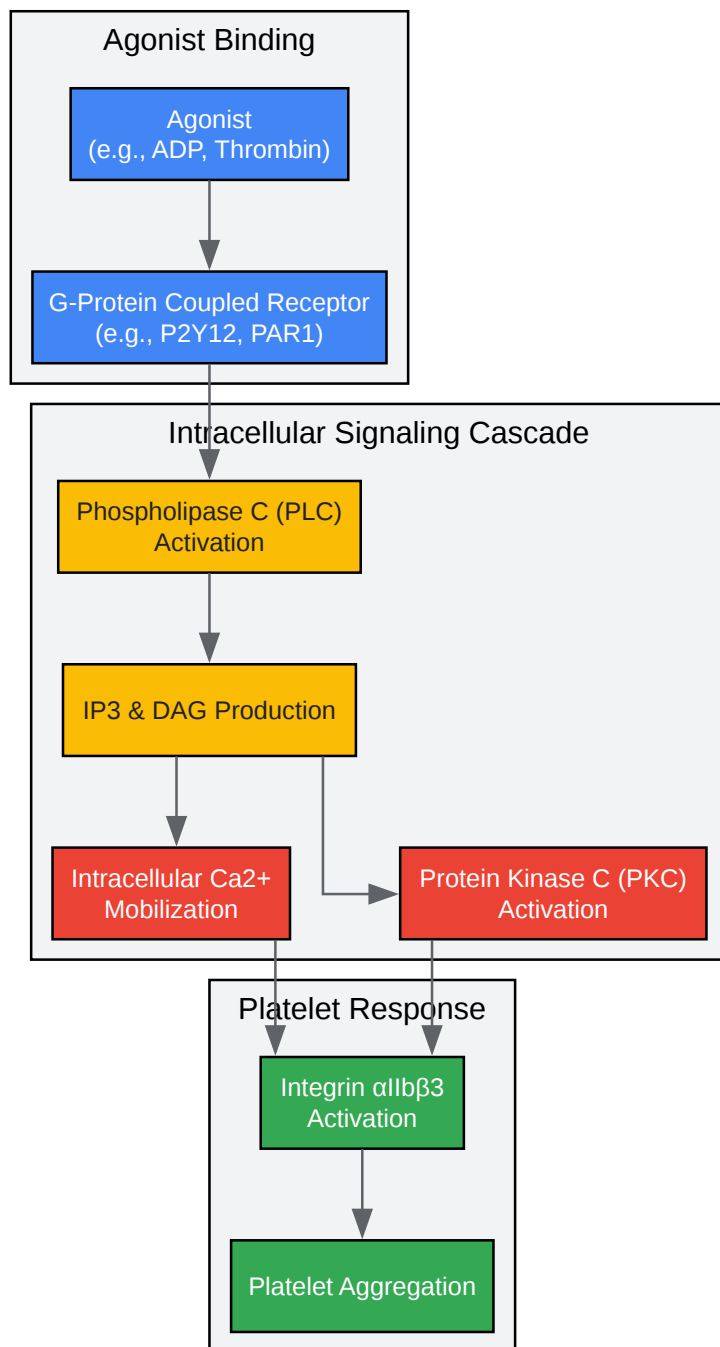 Agonist Binding
Agonist
(e.g., ADP, Thrombin)
G-Protein Coupled Receptor
(e.g., P2Y12, PAR1)
Intracellular Signaling Cascade
Phospholipase C (PLC)
Activation
IP3 & DAG Production
Intracellular Ca2+
Mobilization
Protein Kinase C (PKC)
Activation
Platelet Response
Integrin αIIbβ3
Activation
Platelet Aggregation